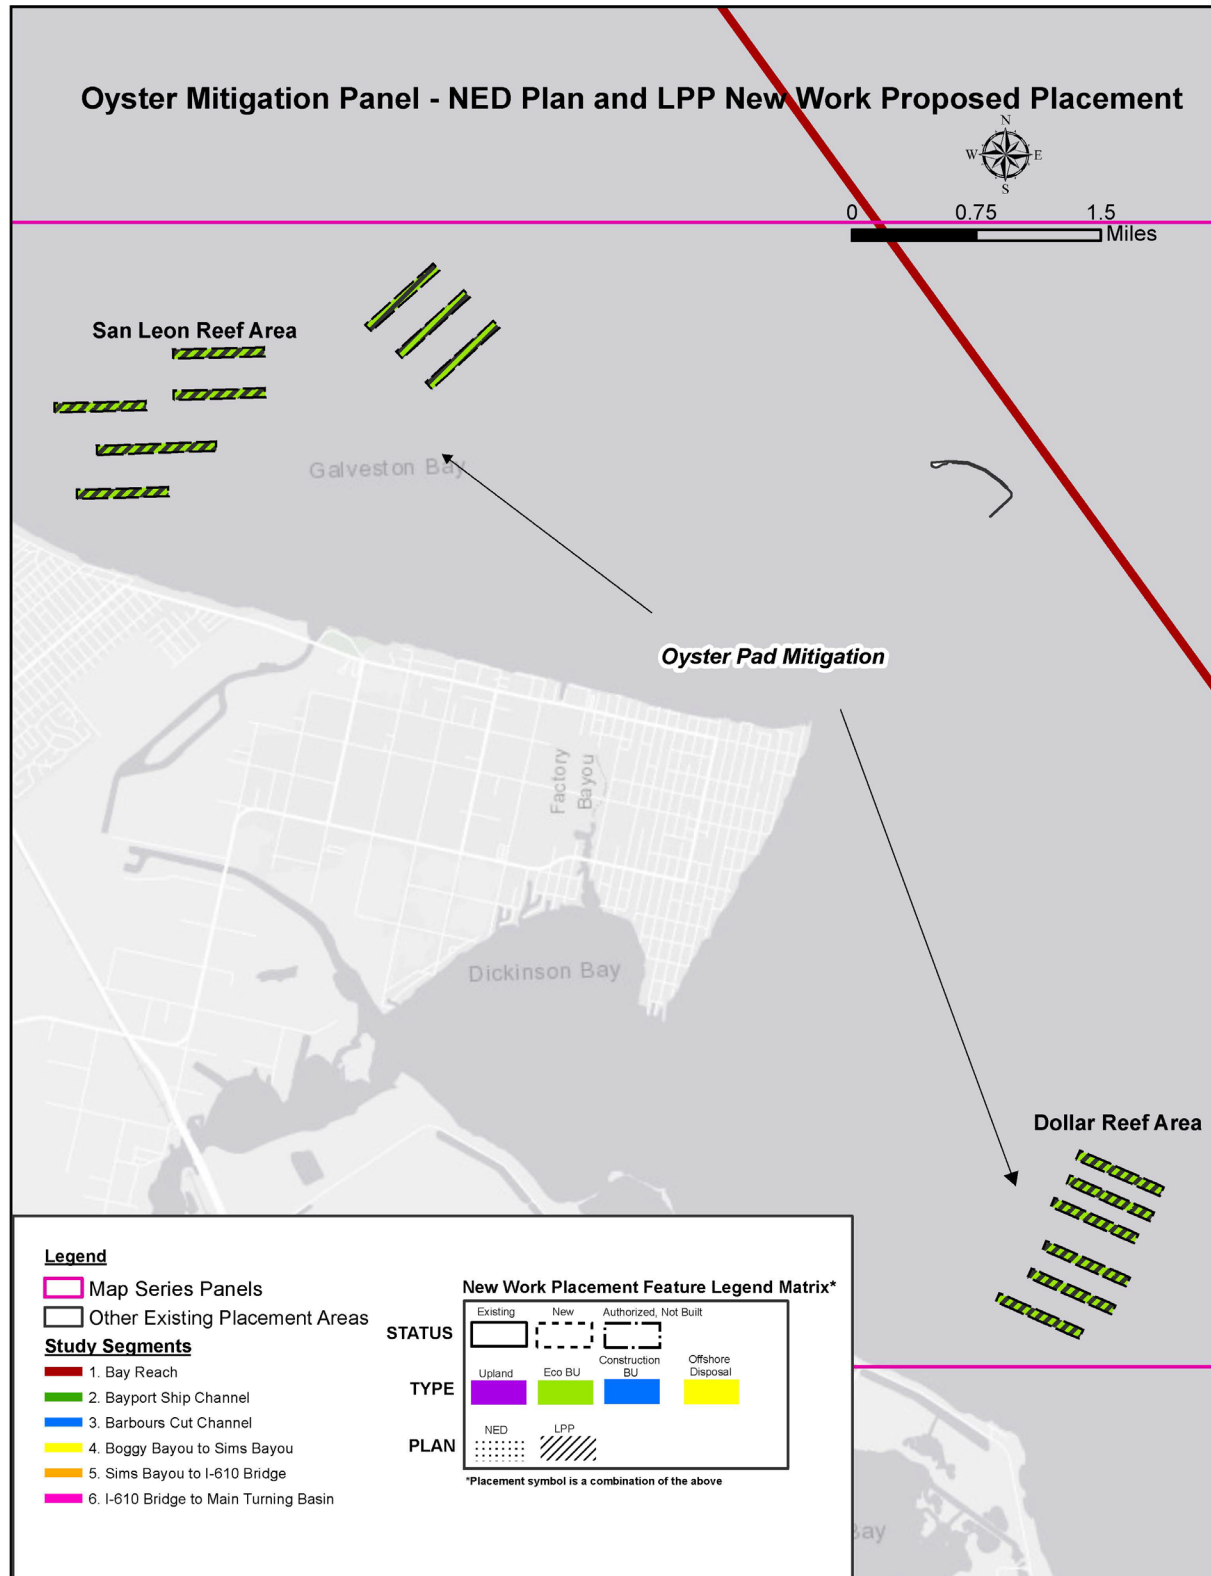 Oyster Mitigation Panel - NED Plan and LPP New Work Proposed Placement
N
W E
S
0 0.75 1.5
Miles
San Leon Reef Area
Galveston Bay
Oyster Pad Mitigation
Factory
Bayou
Dickinson Bay
Dollar Reef Area
Legend
Map Series Panels
Other Existing Placement Areas
Study Segments
1. Bay Reach
2. Bayport Ship Channel
3. Barbours Cut Channel
4. Boggy Bayou to Sims Bayou
5. Sims Bayou to I-610 Bridge
6. I-610 Bridge to Main Turning Basin
New Work Placement Feature Legend Matrix*
STATUS
Existing New Authorized, Not Built
TYPE
Upland Eco BU Construction BU Offshore Disposal
PLAN
NED LPP
*Placement symbol is a combination of the above
Bay